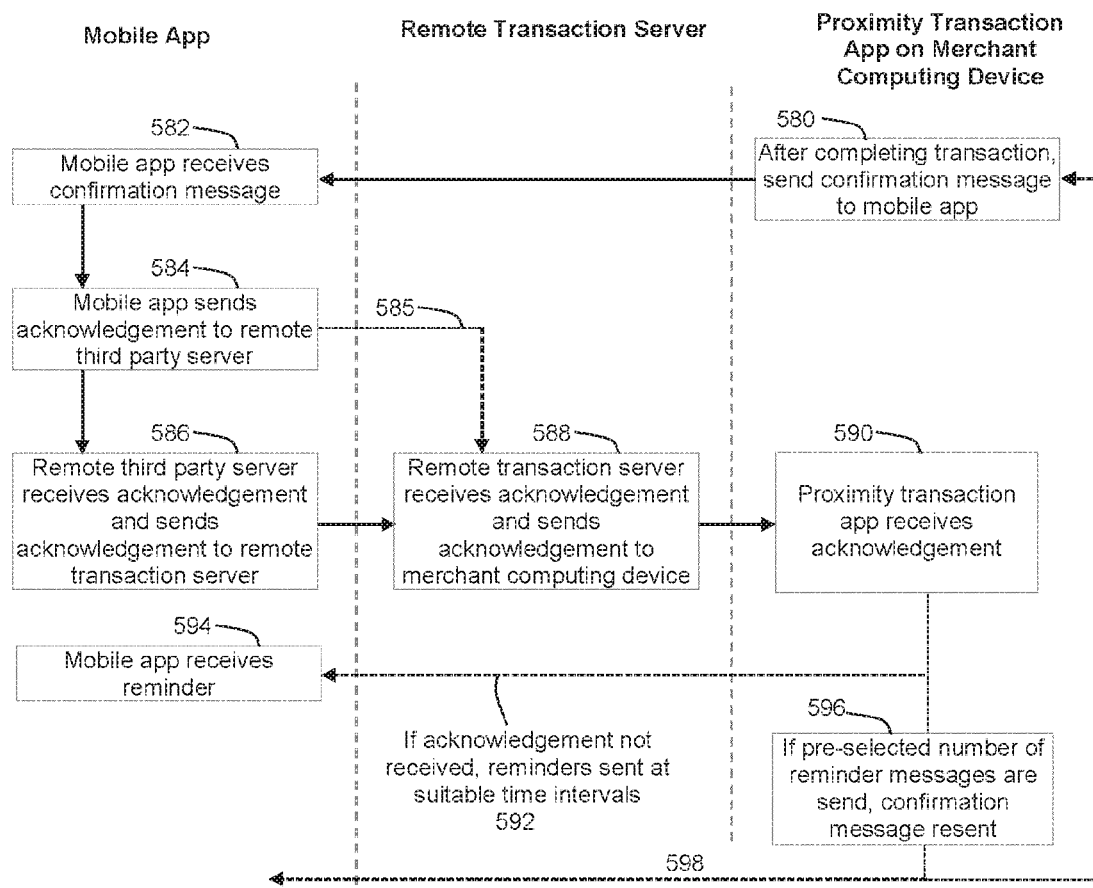 Mobile App
Remote Transaction Server
Proximity Transaction
App on Merchant
Computing Device
582
Mobile app receives
confirmation message
580
After completing transaction,
send confirmation message
to mobile app
584
Mobile app sends
acknowledgement to remote
third party server
585
586
Remote third party server
receives acknowledgement
and sends
acknowledgement to remote
transaction server
588
Remote transaction server
receives acknowledgement
and sends
acknowledgement to
merchant computing device
590
Proximity transaction
app receives
acknowledgement
594
Mobile app receives
reminder
If acknowledgement not
received, reminders sent at
suitable time intervals
592
596
If pre-selected number of
reminder messages are
send, confirmation
message resent
598